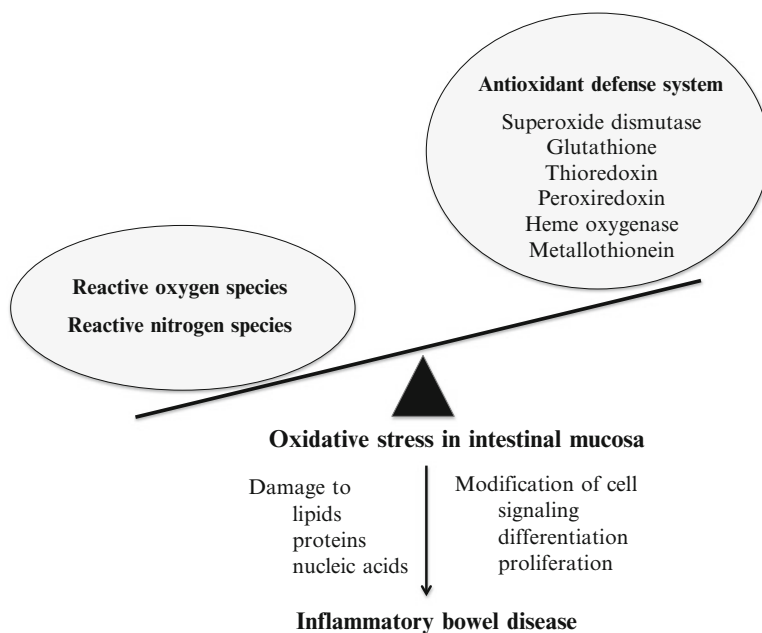 Antioxidant defense system
Superoxide dismutase
Glutathione
Thioredoxin
Peroxiredoxin
Heme oxygenase
Metallothionein
Reactive oxygen species
Reactive nitrogen species
Oxidative stress in intestinal mucosa
Damage to
lipids
proteins
nucleic acids
Modification of cell
signaling
differentiation
proliferation
Inflammatory bowel disease